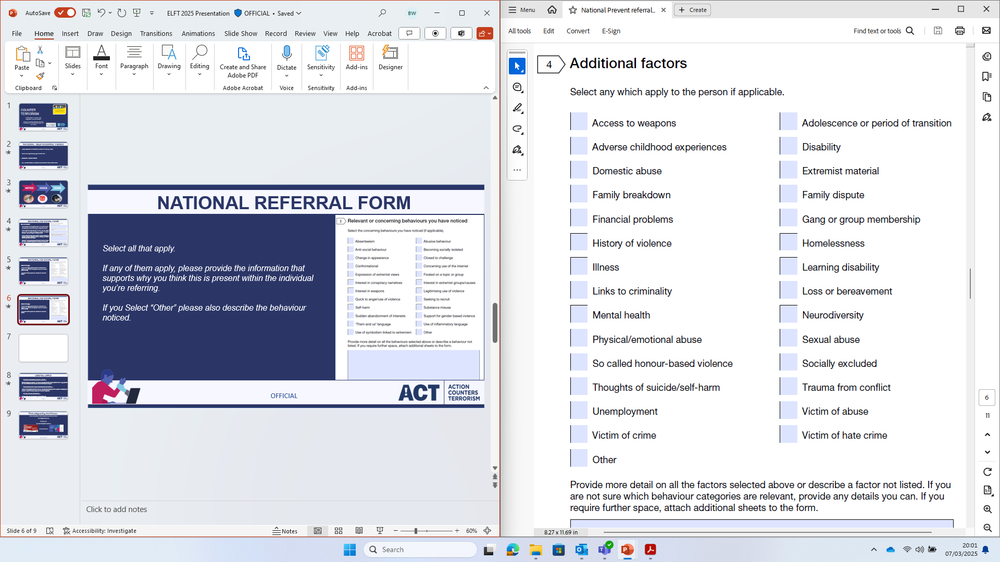 AutoSave
ELFT 2025 Presentation
OFFICIAL • Saved
BW
File
Home
Insert
Draw
Design
Transitions
Animations
Slide Show
Record
Review
View
Help
Acrobat
Paste
Slides
Font
Paragraph
Drawing
Editing
Create and Share
Adobe PDF
Dictate
Sensitivity
Add-ins
Designer
Clipboard
Adobe Acrobat
Voice
Sensitivity
Add-ins
1
COUNTER
TERRORISM
2
3
NOTICE
CHECK
SHARE
4
NATIONAL REFERRAL FORM
5
NATIONAL REFERRAL FORM
6
NATIONAL REFERRAL FORM
7
8
USEFUL LINKS
9
NATIONAL REFERRAL FORM
Select all that apply.
If any of them apply, please provide the information that
supports why you think this is present within the individual
you're referring.
If you Select “Other” please also describe the behaviour
noticed.
3 Relevant or concerning behaviours you have noticed
Select the concerning behaviours you have noticed (if applicable).
Absenteeism
Abusive behaviour
Anti-social behaviour
Becoming socially isolated
Change in appearance
Closed to challenge
Confrontational
Concerning use of the internet
Expression of extremist views
Fixated on a topic or group
Interest in conspiracy narratives
Interest in extremist groups/causes
Interest in weapons
Legitimising use of violence
Quick to anger/use of violence
Seeking to recruit
Self-harm
Substance misuse
Sudden abandonment of interests
Support for gender-based violence
'Them and us' language
Use of inflammatory language
Use of symbolism linked to extremism
Other
Provide more detail on all the behaviours selected above or describe a behaviour not
listed. If you require further space, attach additional sheets to the form.
OFFICIAL
ACT
ACTION
COUNTERS
TERRORISM
Click to add notes
Slide 6 of 9
Accessibility: Investigate
Notes
60%
Menu
National Prevent referral...
Create
All tools
Edit
Convert
E-Sign
Find text or tools
4
Additional factors
Select any which apply to the person if applicable.
Access to weapons
Adolescence or period of transition
Adverse childhood experiences
Disability
Domestic abuse
Extremist material
Family breakdown
Family dispute
Financial problems
Gang or group membership
History of violence
Homelessness
Illness
Learning disability
Links to criminality
Loss or bereavement
Mental health
Neurodiversity
Physical/emotional abuse
Sexual abuse
So called honour-based violence
Socially excluded
Thoughts of suicide/self-harm
Trauma from conflict
Unemployment
Victim of abuse
Victim of crime
Victim of hate crime
Other
Provide more detail on all the factors selected above or describe a factor not listed. If you
are not sure which behaviour categories are relevant, provide any details you can. If you
require further space, attach additional sheets to the form.
6
11
8.27 x 11.69 in
Search
20:01
07/03/2025